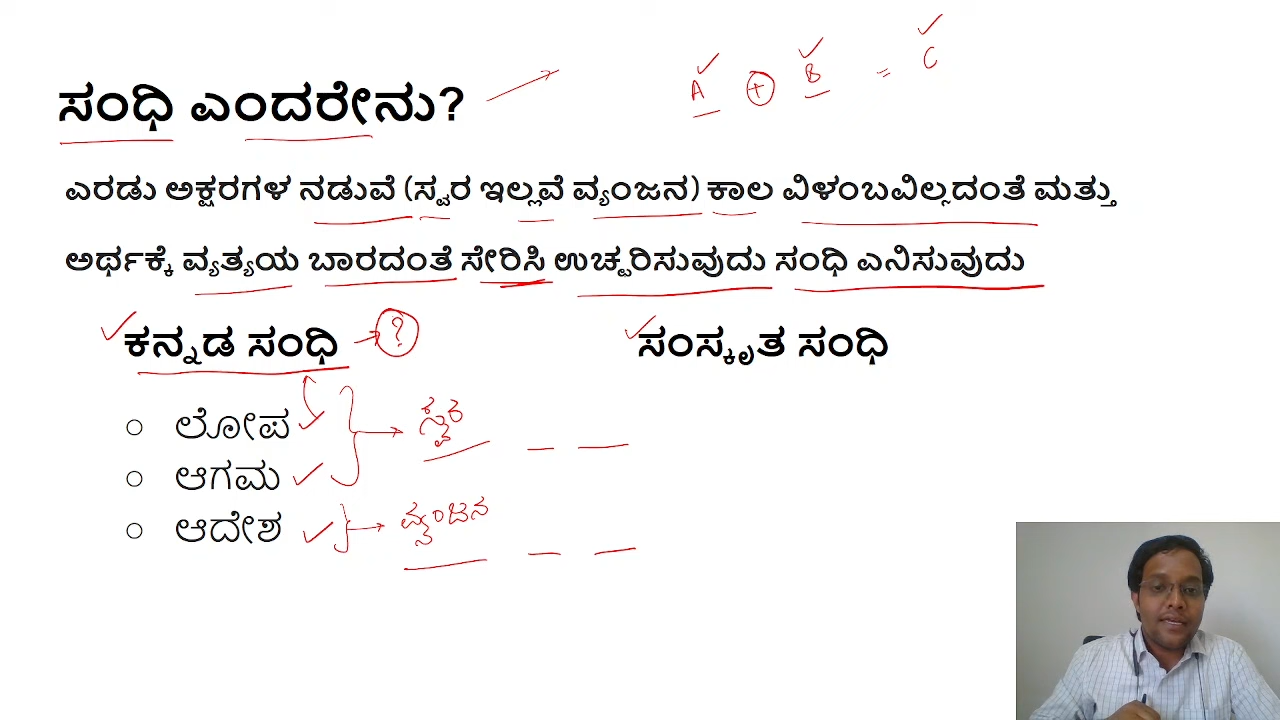 A + B = C
ಸಂಧಿ ಎಂದರೇನು?
ಎರಡು ಅಕ್ಷರಗಳ ನಡುವೆ (ಸ್ವರ ಇಲ್ಲವೆ ವ್ಯಂಜನ) ಕಾಲ ವಿಳಂಬವಿಲ್ಲದಂತೆ ಮತ್ತು
ಅರ್ಥಕ್ಕೆ ವ್ಯತ್ಯಯ ಬಾರದಂತೆ ಸೇರಿಸಿ ಉಚ್ಚರಿಸುವುದು ಸಂಧಿ ಎನಿಸುವುದು
ಕನ್ನಡ ಸಂಧಿ → ? ಸಂಸ್ಕೃತ ಸಂಧಿ
○ ಲೋಪ
○ ಆಗಮ
○ ಆದೇಶ
ಸ್ವರ
ವ್ಯಂಜನ